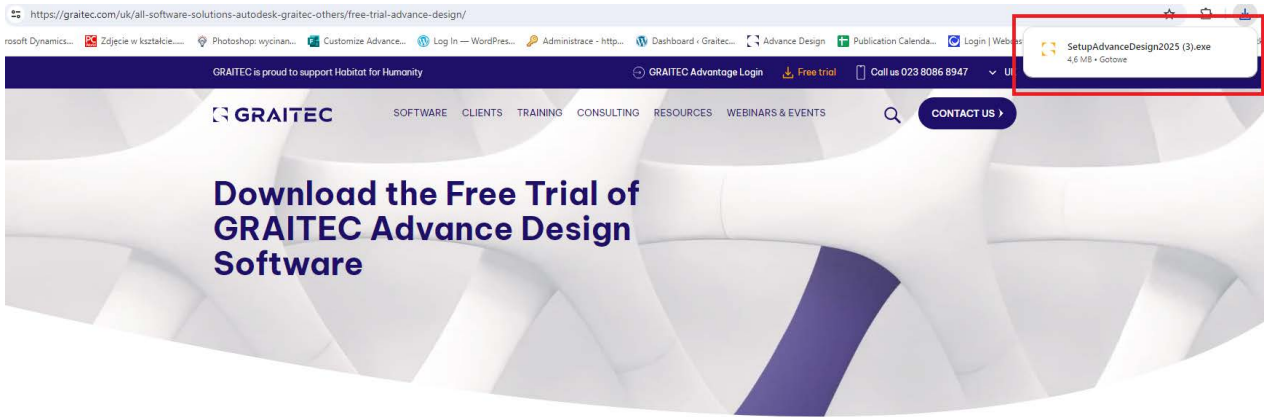 https://graitec.com/uk/all-software-solutions-autodesk-graitec-others/free-trial-advance-design/
rosoft Dynamics... Zdjęcie w kształcie..... Photoshop: wycinan... Customize Advance... Log In — WordPres... Administrace - http... Dashboard ‹ Graitec... Advance Design Publication Calenda... Login | Webcas
SetupAdvanceDesign2025 (3).exe
4,6 MB • Gotowe
GRAITEC is proud to support Habitat for Humanity GRAITEC Advantage Login Free trial Call us 023 8086 8947
GRAITEC SOFTWARE CLIENTS TRAINING CONSULTING RESOURCES WEBINARS & EVENTS CONTACT US
Download the Free Trial of
GRAITEC Advance Design
Software